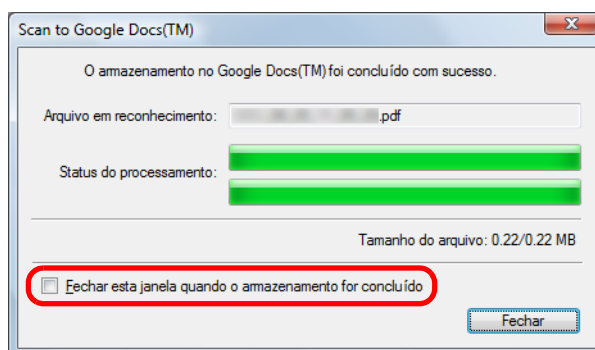 Scan to Google Docs(TM)
O armazenamento no Google Docs(TM) foi concluído com sucesso.
Arquivo em reconhecimento: .pdf
Status do processamento:
Tamanho do arquivo: 0.22/0.22 MB
Fechar esta janela quando o armazenamento for concluído
Fechar